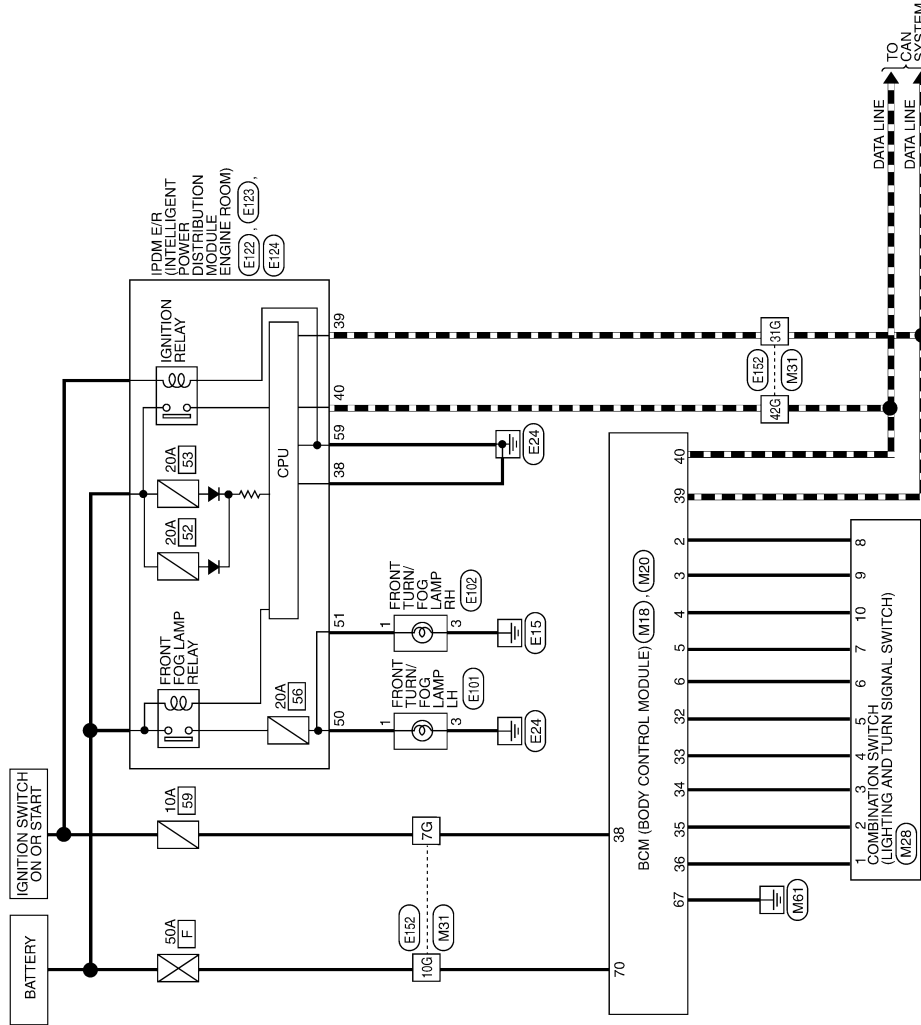 BATTERY
IGNITION SWITCH
ON OR START
50A
F
10A
59
FRONT
FOG LAMP
RELAY
20A
56
20A
52
20A
53
IGNITION
RELAY
CPU
IPDM E/R
(INTELLIGENT
POWER
DISTRIBUTION
MODULE
ENGINE ROOM)
E122 , E123 ,
E124
50
51
38
59
40
39
1
FRONT
TURN/
FOG
LAMP
LH
E101
3
E24
1
FRONT
TURN/
FOG
LAMP
RH
E102
3
E15
E24
10G
E152
M31
7G
42G
E152
M31
31G
70
38
BCM (BODY CONTROL MODULE) M18 , M20
67
36
35
34
33
32
6
5
4
3
2
39
40
M61
1
2
3
4
5
6
7
10
9
8
COMBINATION SWITCH
(LIGHTING AND TURN SIGNAL SWITCH)
M28
DATA LINE
DATA LINE
TO
CAN
SYSTEM